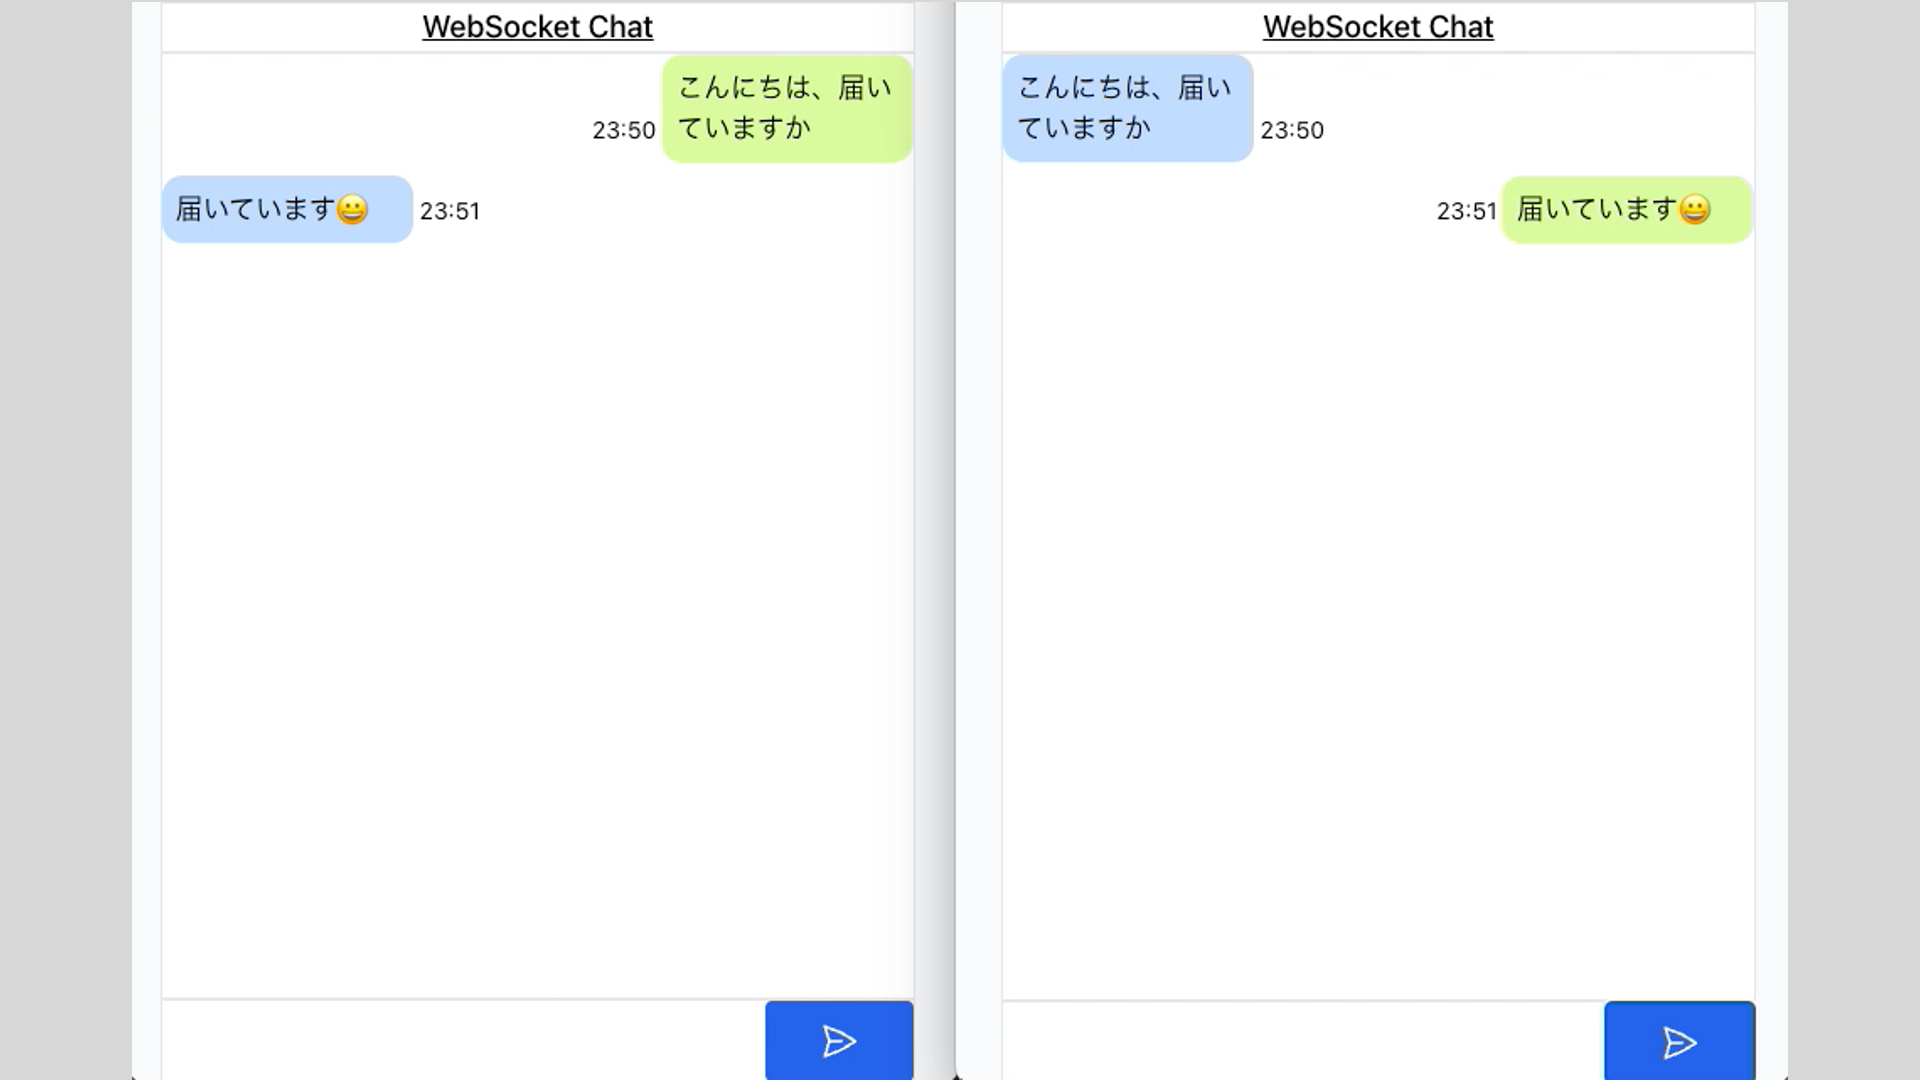 WebSocket Chat
こんにちは、届い
ていますか
23:50
届いています😀
23:51
WebSocket Chat
こんにちは、届い
ていますか
23:50
23:51
届いています😀